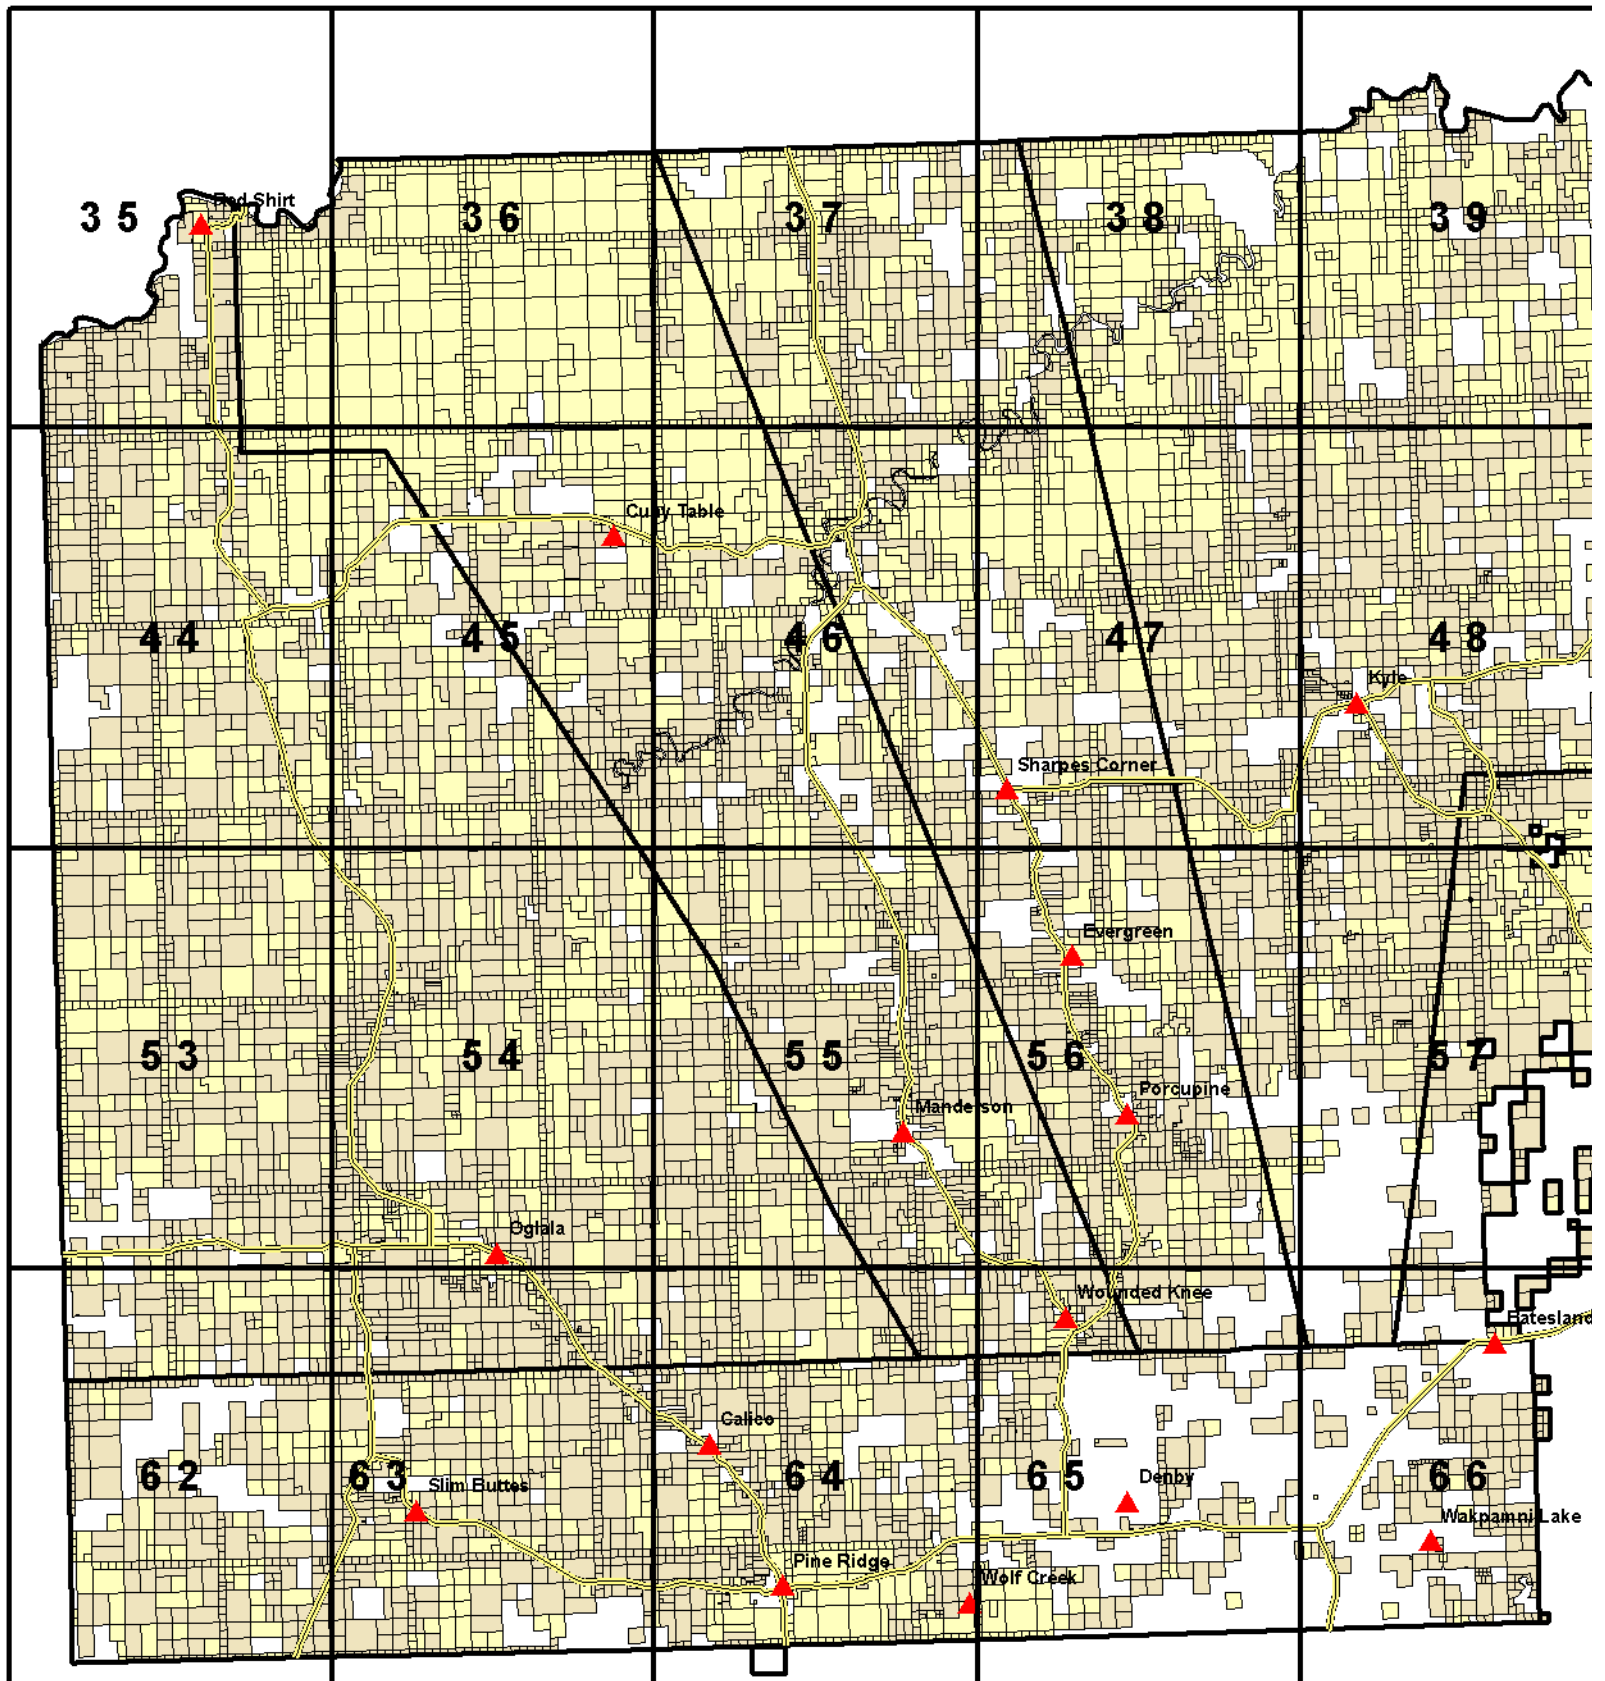 Red Shirt
35
36
37
38
39
Cuny Table
44
45
46
47
48
Kyle
Sharpes Corner
Evergreen
53
54
55
56
57
Porcupine
Manderson
Oglala
Wounded Knee
Batesland
Calico
62
63
64
65
66
Slim Buttes
Denby
Wakpamni Lake
Pine Ridge
Wolf Creek